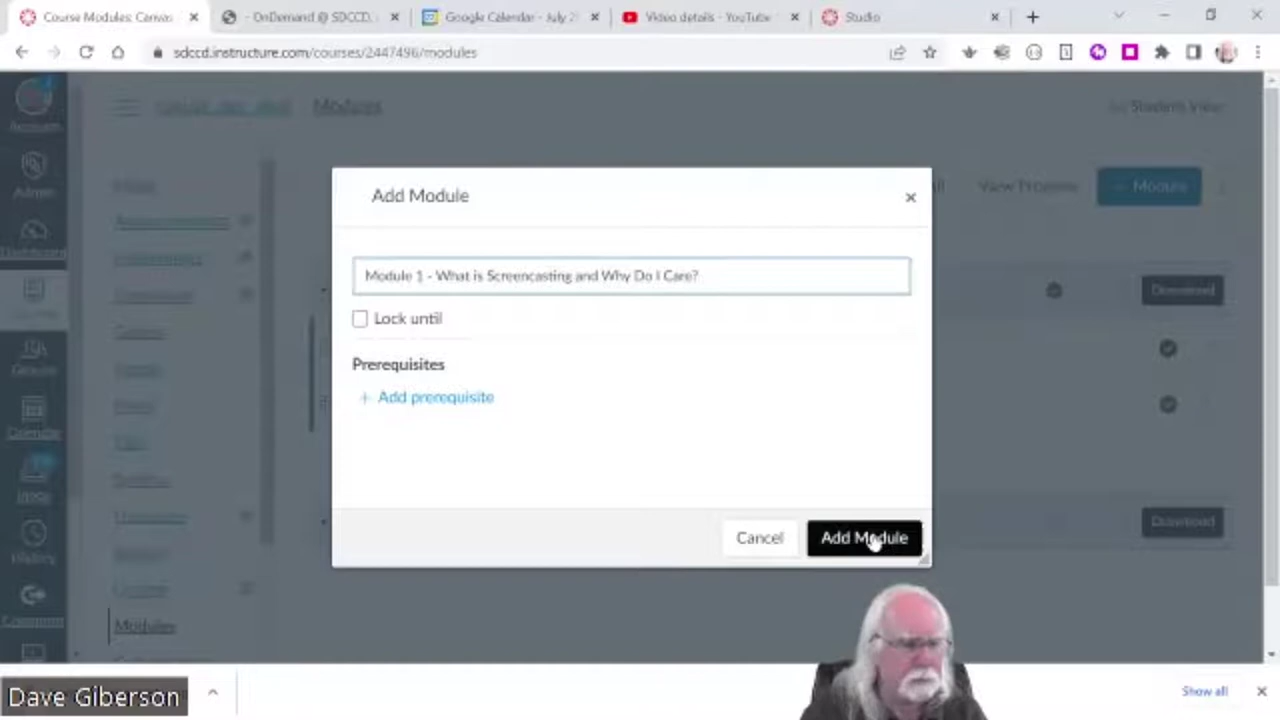 Course Modules: Canvas
- OnDemand @ SDCCD,
Google Calendar - July 2
Video details - YouTube
Studio
sdccd.instructure.com/courses/2447496/modules
Account
Admin
Dashboard
Modules
Student View
View Progress
Module
Add Module
Module 1 - What is Screencasting and Why Do I Care?
Lock until
Prerequisites
+ Add prerequisite
Cancel
Add Module
Download
Download
Groups
Calendar
Inbox
History
Commons
Modules
Dave Giberson
Show all